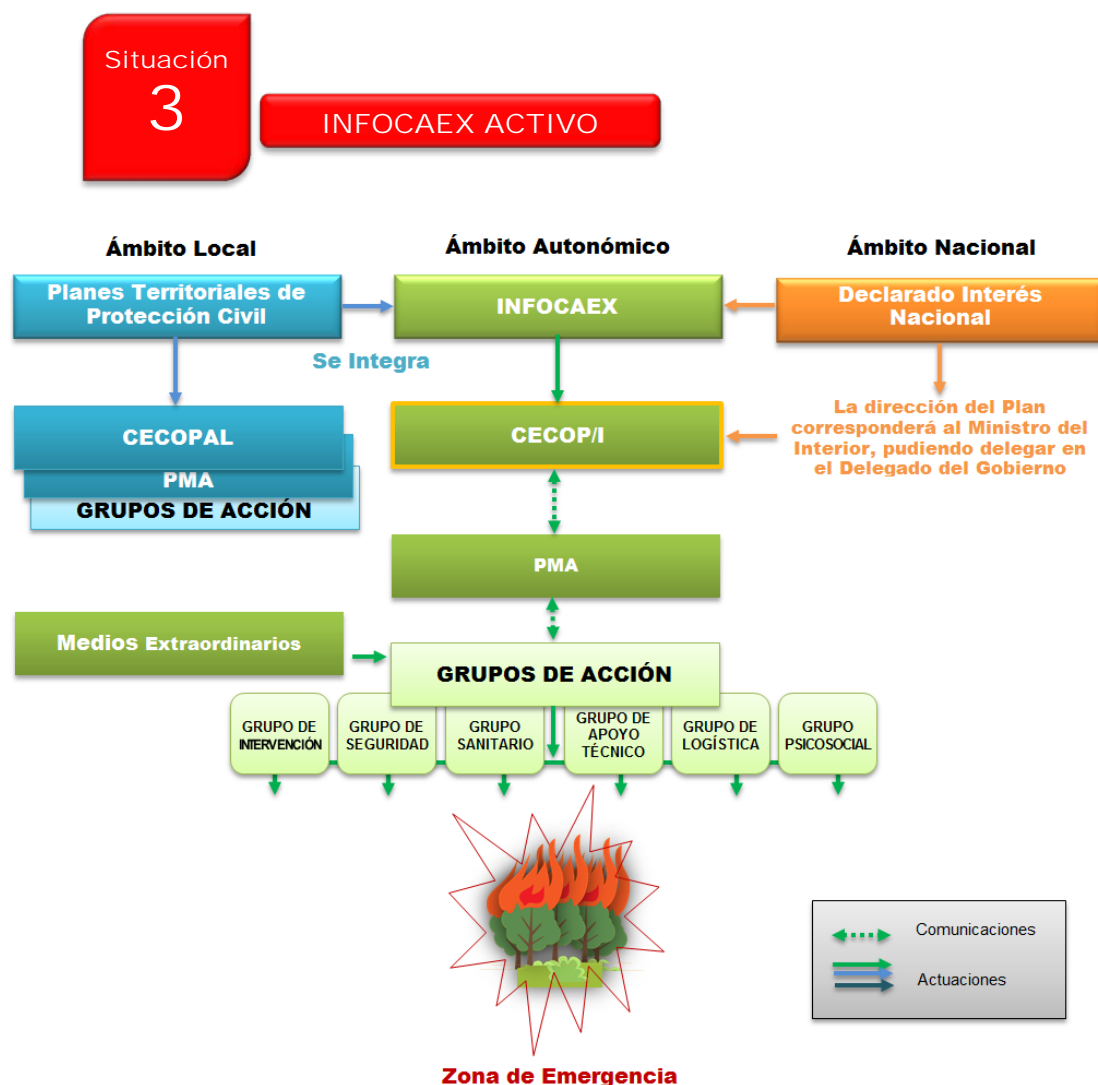 Situación
3
INFOCAEX ACTIVO
Ámbito Local
Ámbito Autonómico
Ámbito Nacional
Planes Territoriales de
Protección Civil
INFOCAEX
Declarado Interés
Nacional
Se Integra
CECOPAL
PMA
GRUPOS DE ACCIÓN
CECOP/I
La dirección del Plan
corresponderá al Ministro del
Interior, pudiendo delegar en
el Delegado del Gobierno
PMA
Medios Extraordinarios
GRUPOS DE ACCIÓN
GRUPO DE
INTERVENCIÓN
GRUPO DE
SEGURIDAD
GRUPO
SANITARIO
GRUPO DE
APOYO
TÉCNICO
GRUPO DE
LOGÍSTICA
GRUPO
PSICOSOCIAL
Comunicaciones
Actuaciones
Zona de Emergencia